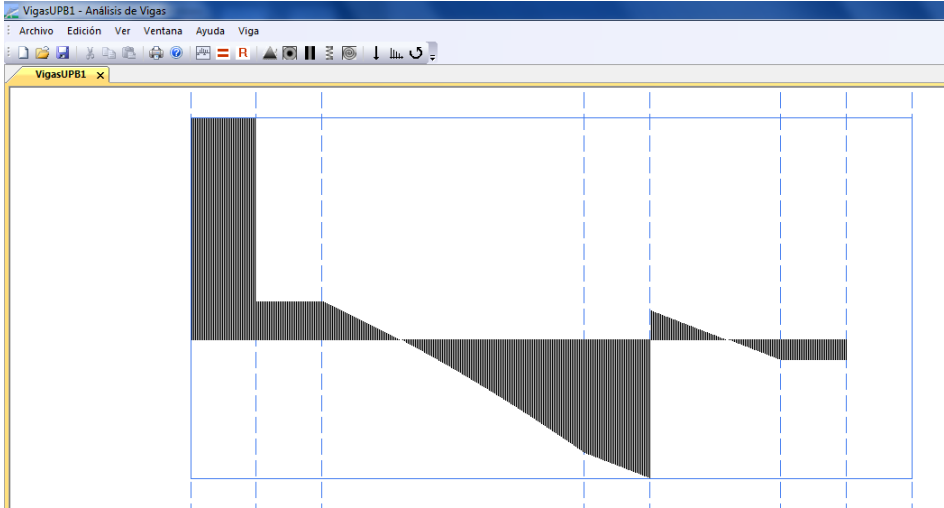 VigasUPB1 - Análisis de Vigas
Archivo Edición Ver Ventana Ayuda Viga
R
VigasUPB1 x